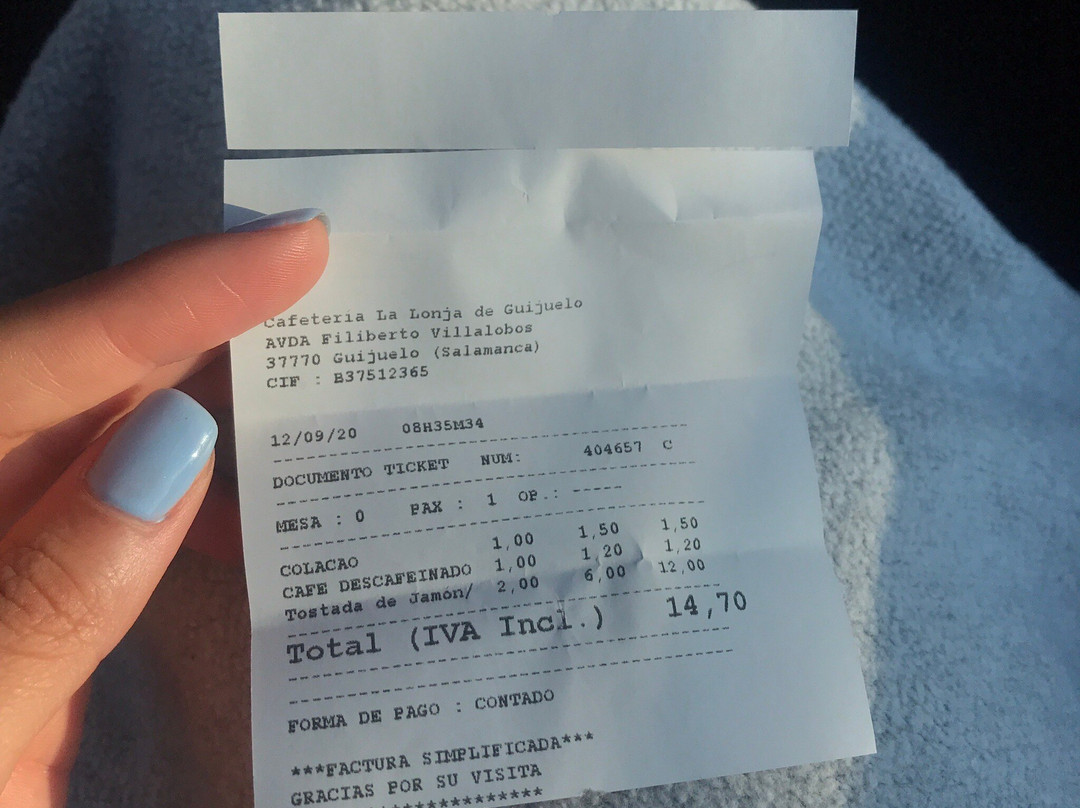 Cafeteria La Lonja de Guijuelo
AVDA Filiberto Villalobos
37770 Guijuelo (Salamanca)
CIF : B37512365
12/09/20 08H35M34
--------------------------------
DOCUMENTO TICKET NUM: 404657 C
--------------------------------
MESA : 0 PAX : 1 OP.: -----
--------------------------------
COLACAO 1,00 1,50 1,50
CAFE DESCAFEINADO 1,00 1,20 1,20
Tostada de Jamón/ 2,00 6,00 12,00
--------------------------------
Total (IVA Incl.) 14,70
--------------------------------
--------------------------------
FORMA DE PAGO : CONTADO
***FACTURA SIMPLIFICADA***
GRACIAS POR SU VISITA
*******************